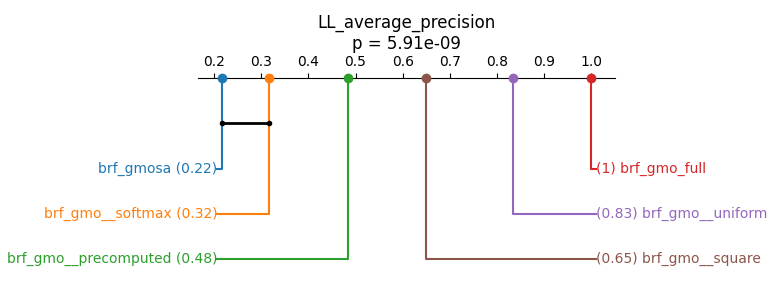 LL_average_precision
p = 5.91e-09
0.2 0.3 0.4 0.5 0.6 0.7 0.8 0.9 1.0
brf_gmosa (0.22) (1) brf_gmo_full
brf_gmo__softmax (0.32) (0.83) brf_gmo__uniform
brf_gmo__precomputed (0.48) (0.65) brf_gmo__square